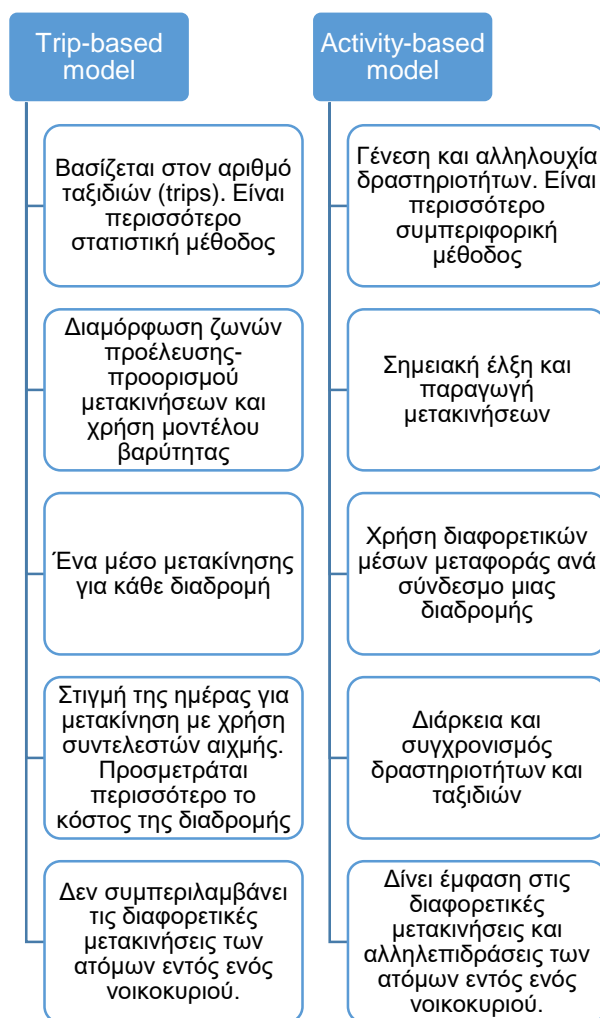 Trip-based
model
Βασίζεται στον αριθμό
ταξιδιών (trips). Είναι
περισσότερο
στατιστική μέθοδος
Διαμόρφωση ζωνών
προέλευσης-
προορισμού
μετακινήσεων και
χρήση μοντέλου
βαρύτητας
Ένα μέσο μετακίνησης
για κάθε διαδρομή
Στιγμή της ημέρας για
μετακίνηση με χρήση
συντελεστών αιχμής.
Προσμετράται
περισσότερο το
κόστος της διαδρομής
Δεν συμπεριλαμβάνει
τις διαφορετικές
μετακινήσεις των
ατόμων εντός ενός
νοικοκυριού.
Activity-based
model
Γένεση και αλληλουχία
δραστηριοτήτων. Είναι
περισσότερο
συμπεριφορική
μέθοδος
Σημειακή έλξη και
παραγωγή
μετακινήσεων
Χρήση διαφορετικών
μέσων μεταφοράς ανά
σύνδεσμο μιας
διαδρομής
Διάρκεια και
συγχρονισμός
δραστηριοτήτων και
ταξιδιών
Δίνει έμφαση στις
διαφορετικές
μετακινήσεις και
αλληλεπιδράσεις των
ατόμων εντός ενός
νοικοκυριού.